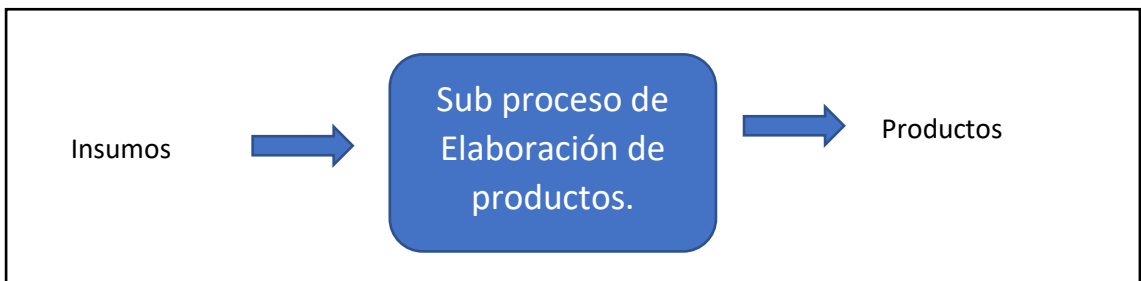 Insumos
Sub proceso de
Elaboración de
productos.
Productos